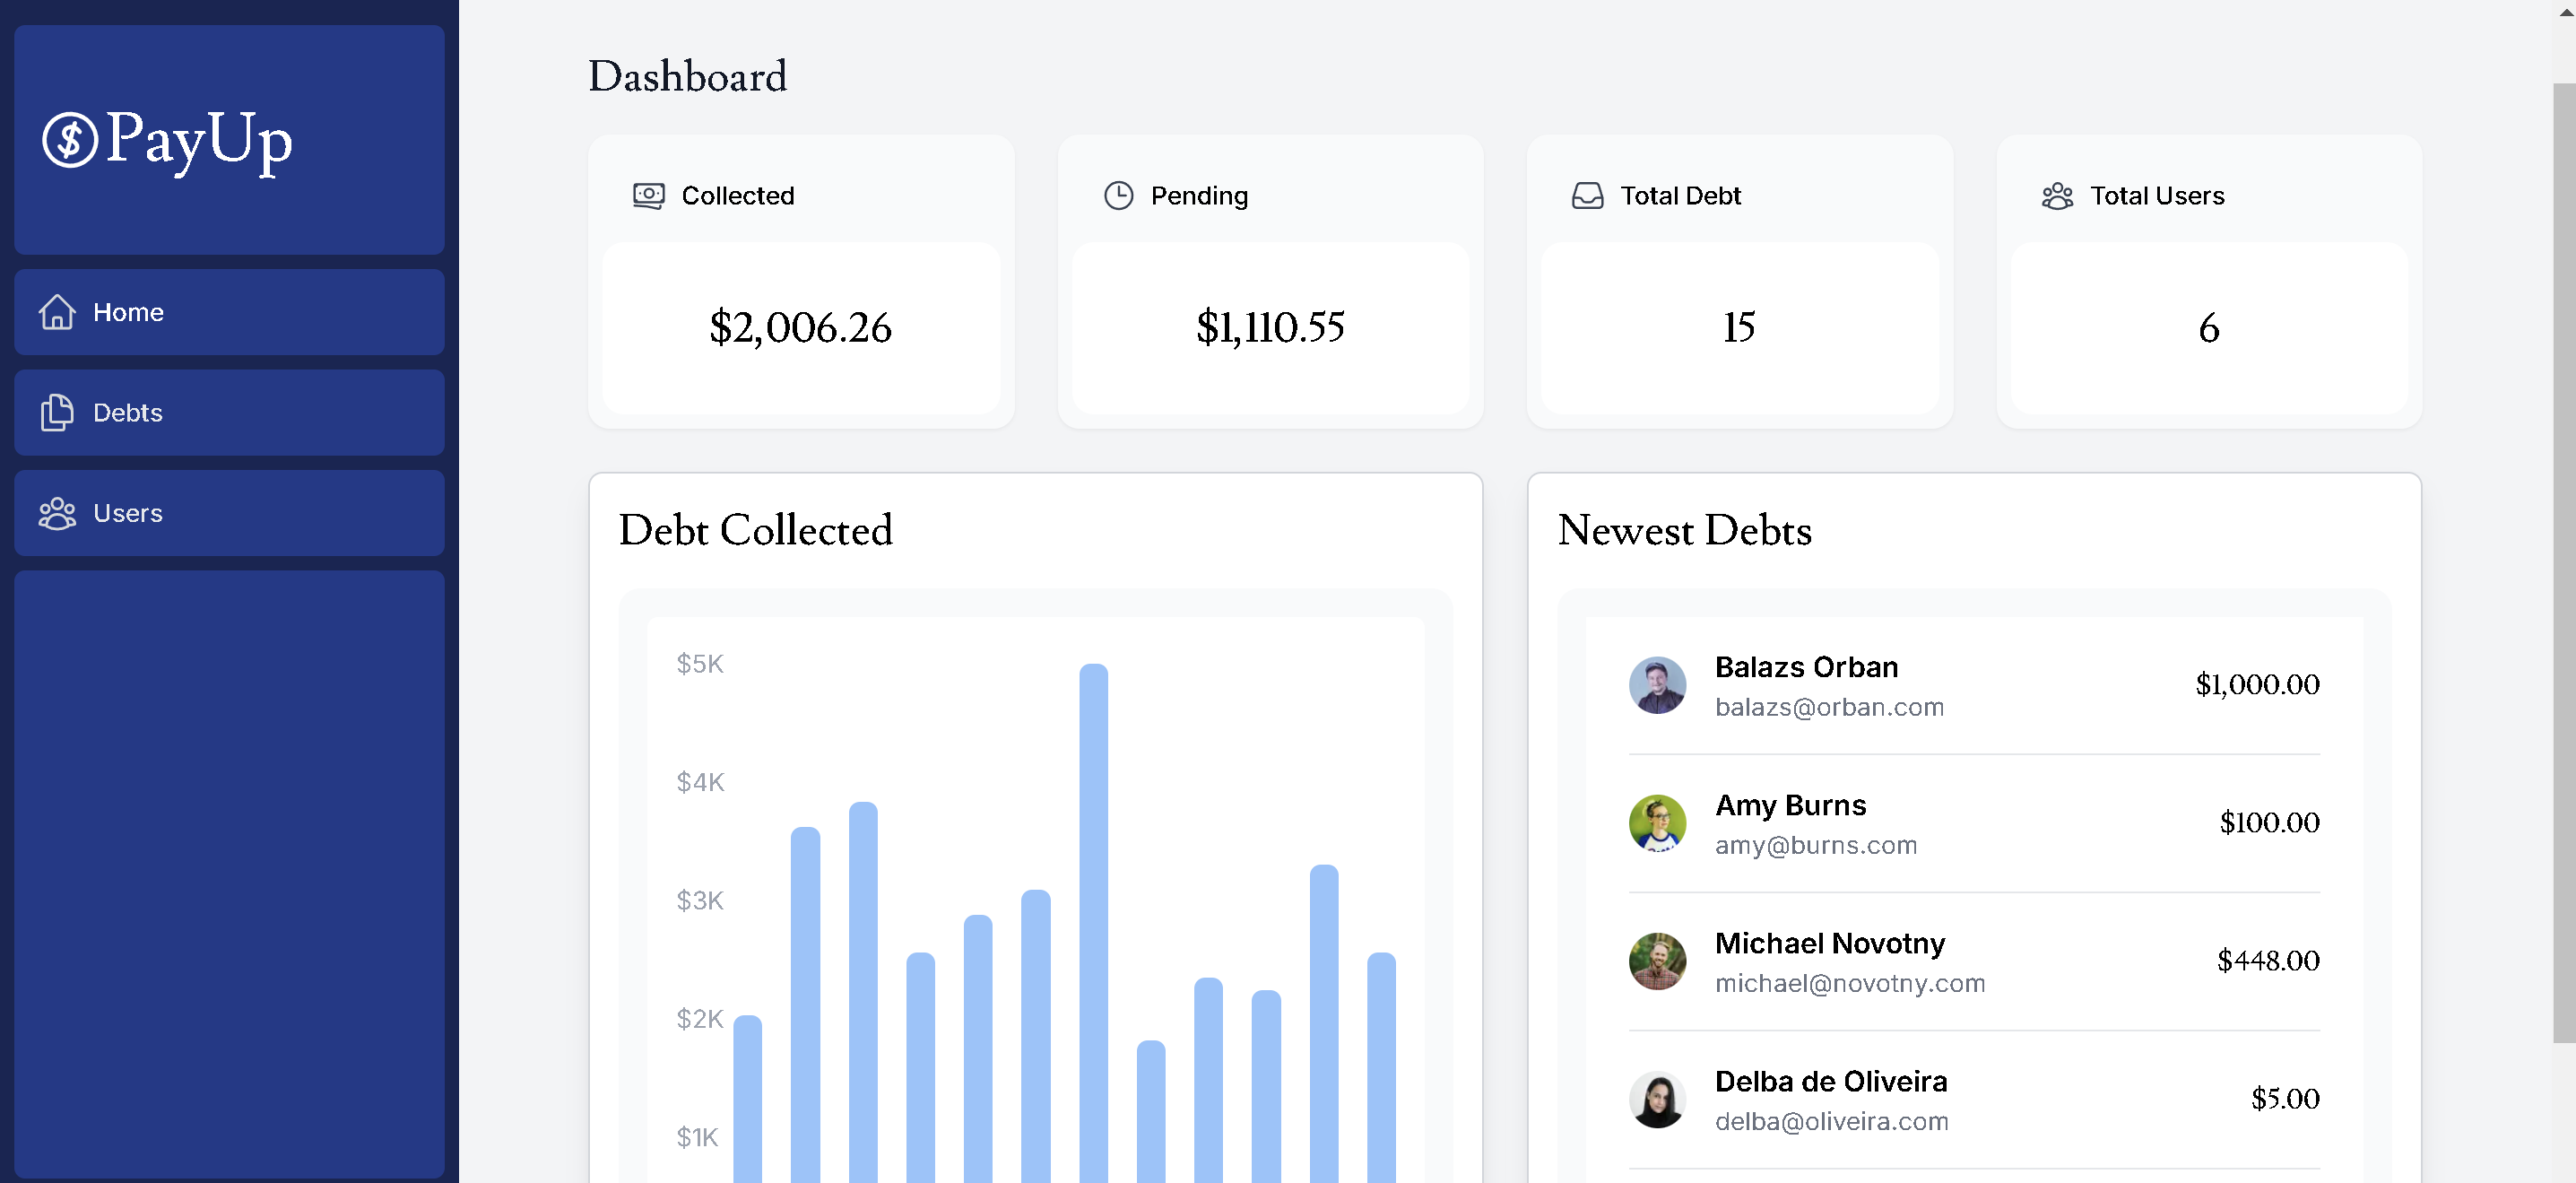 PayUp
Home
Debts
Users
Dashboard
Collected
$2,006.26
Pending
$1,110.55
Total Debt
15
Total Users
6
Debt Collected
$5K
$4K
$3K
$2K
$1K
Newest Debts
Balazs Orban
balazs@orban.com
$1,000.00
Amy Burns
amy@burns.com
$100.00
Michael Novotny
michael@novotny.com
$448.00
Delba de Oliveira
delba@oliveira.com
$5.00